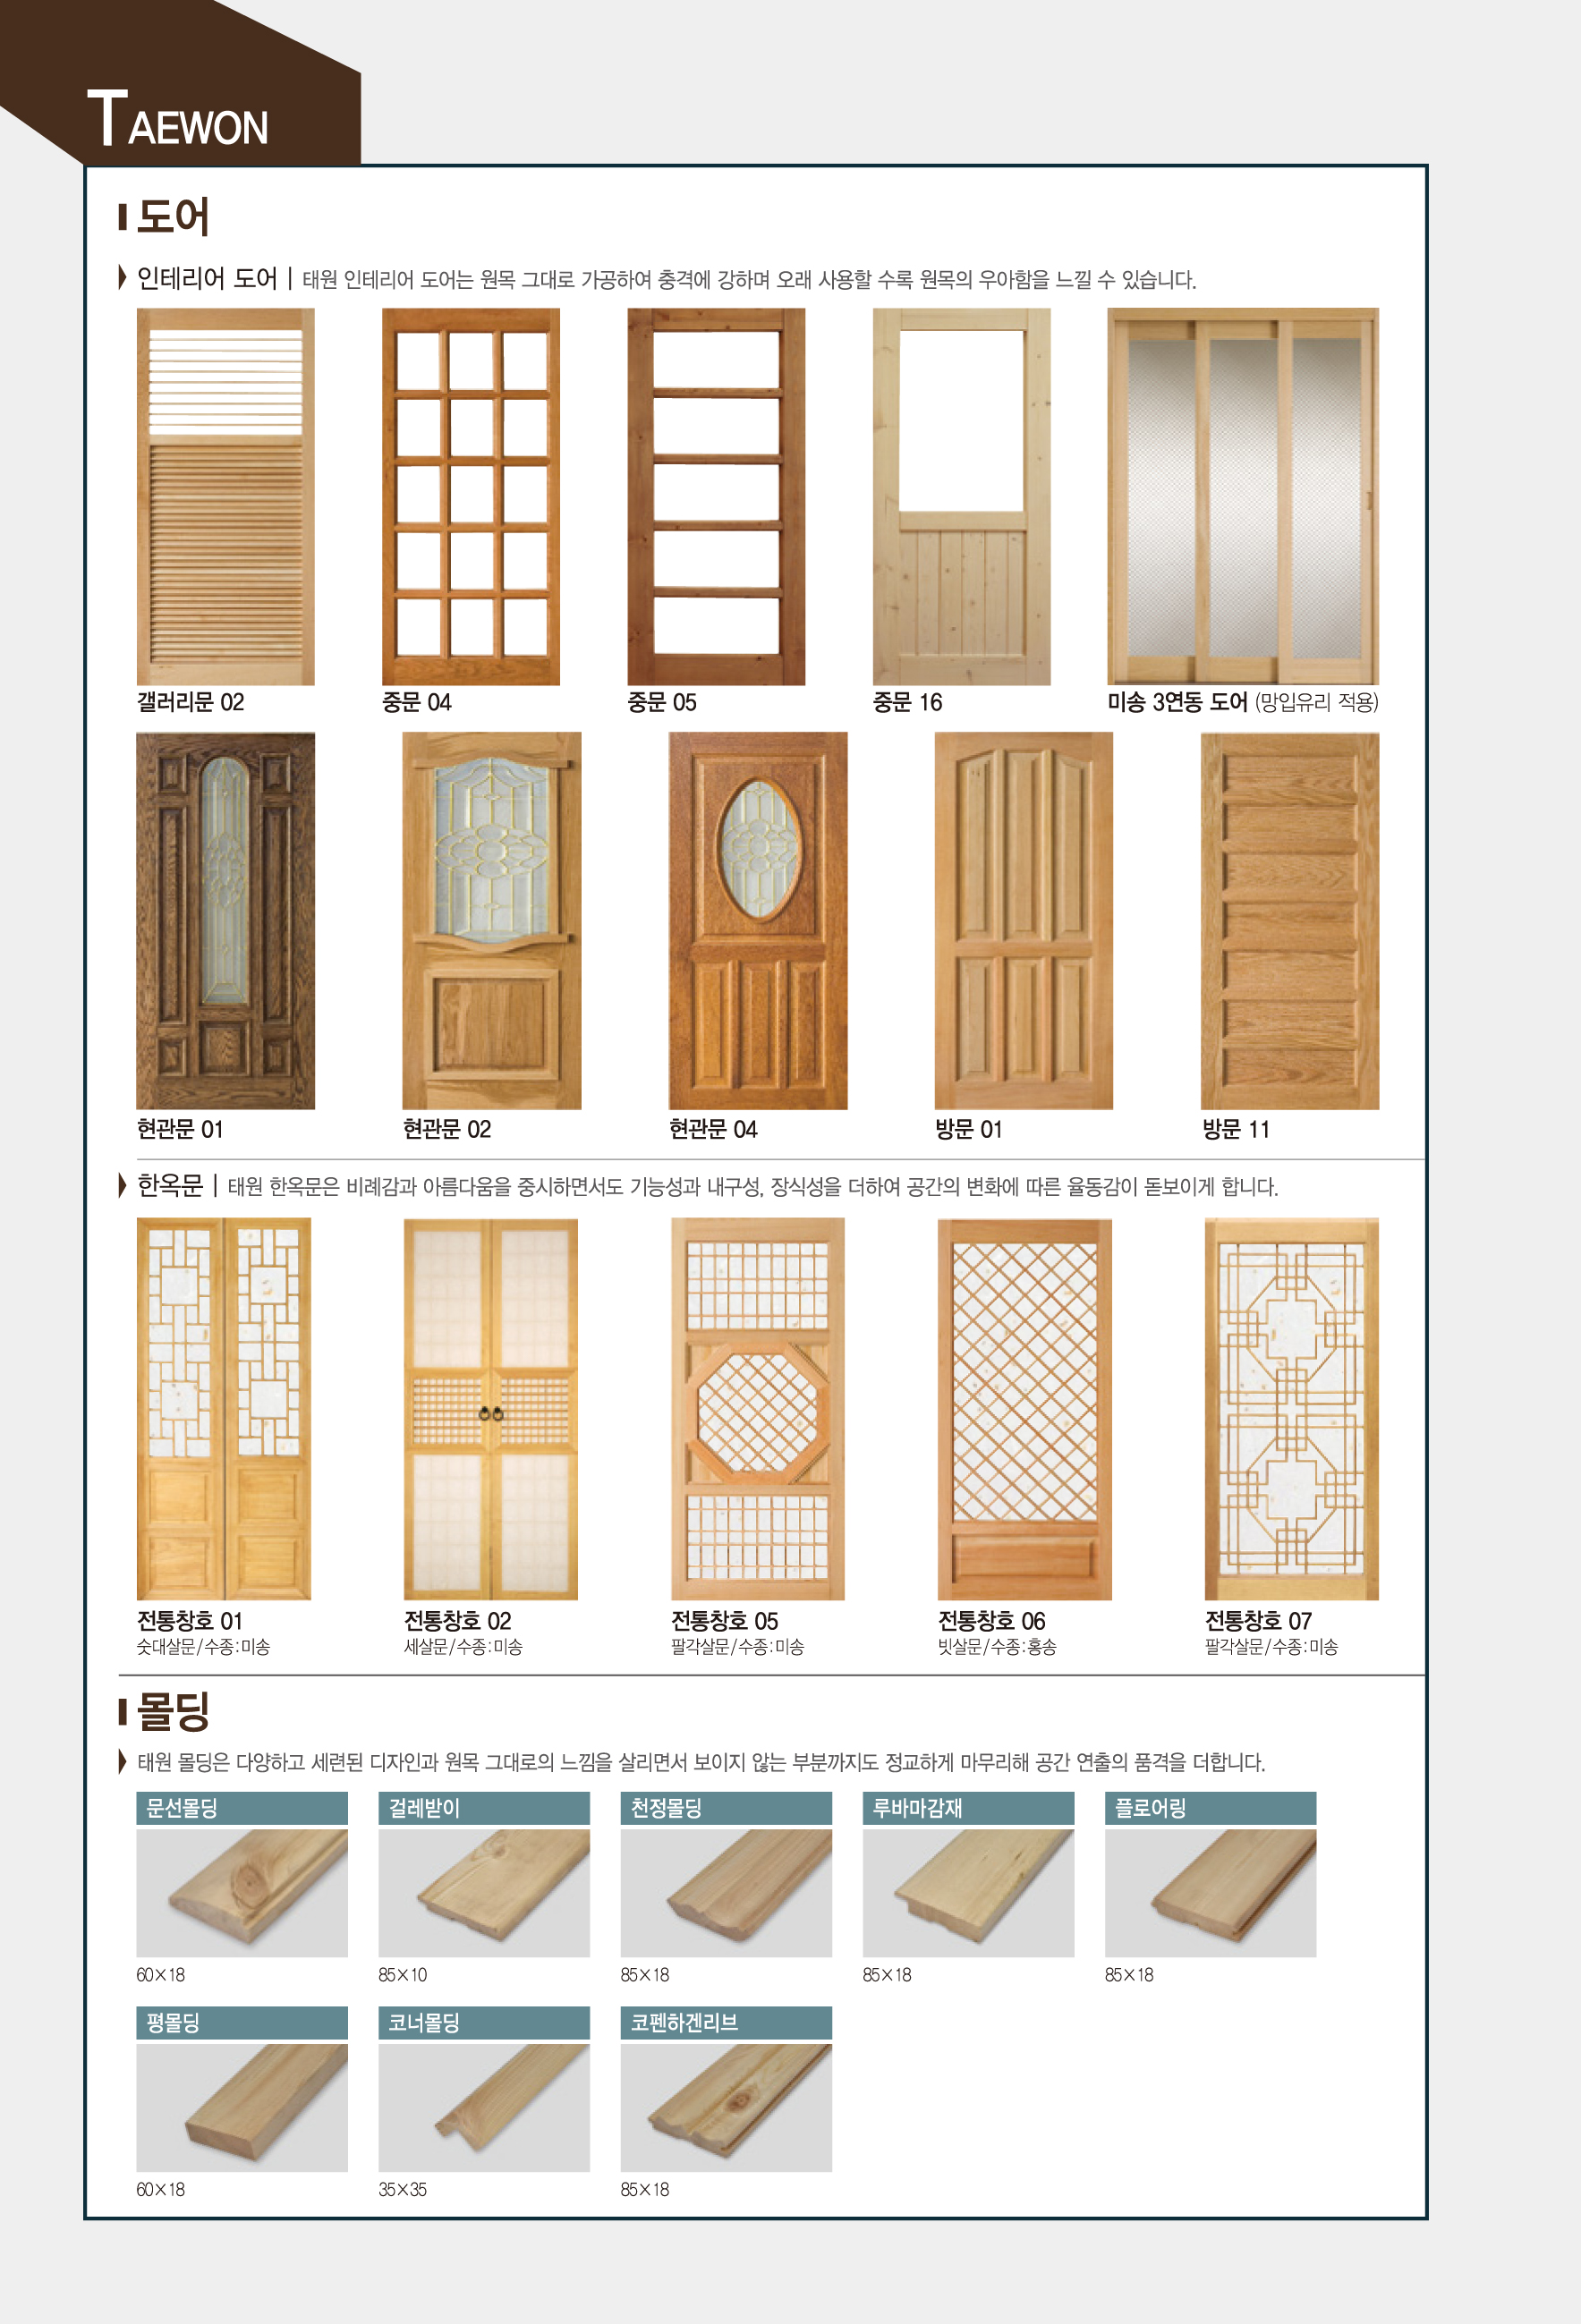 TAEWON
도어
인테리어 도어 | 태원 인테리어 도어는 원목 그대로 가공하여 충격에 강하며 오래 사용할 수록 원목의 우아함을 느낄 수 있습니다.
갤러리문 02
중문 04
중문 05
중문 16
미송 3연동 도어 (망입유리 적용)
현관문 01
현관문 02
현관문 04
방문 01
방문 11
한옥문 | 태원 한옥문은 비례감과 아름다움을 중시하면서도 기능성과 내구성, 장식성을 더하여 공간의 변화에 따른 율동감이 돋보이게 합니다.
전통창호 01
숫대살문/수종:미송
전통창호 02
세살문/수종:미송
전통창호 05
팔각살문/수종:미송
전통창호 06
빗살문/수종:홍송
전통창호 07
팔각살문/수종:미송
몰딩
태원 몰딩은 다양하고 세련된 디자인과 원목 그대로의 느낌을 살리면서 보이지 않는 부분까지도 정교하게 마무리해 공간 연출의 품격을 더합니다.
문선몰딩
60×18
걸레받이
85×10
천정몰딩
85×18
루바마감재
85×18
플로어링
85×18
평몰딩
60×18
코너몰딩
35×35
코펜하겐리브
85×18